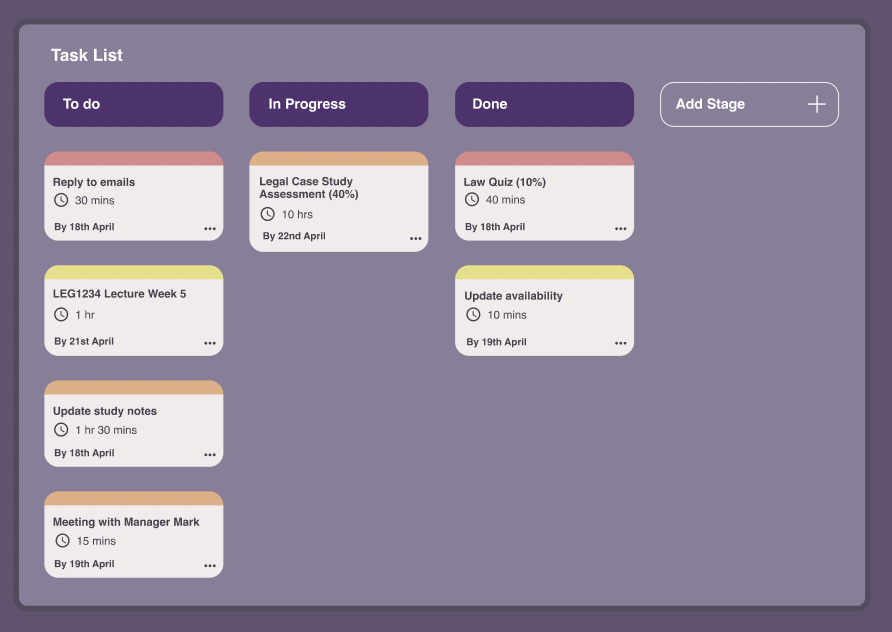 Task List
To do
In Progress
Done
Add Stage
Reply to emails
30 mins
By 18th April
LEG1234 Lecture Week 5
1 hr
By 21st April
Update study notes
1 hr 30 mins
By 18th April
Meeting with Manager Mark
15 mins
By 19th April
Legal Case Study
Assessment (40%)
10 hrs
By 22nd April
Law Quiz (10%)
40 mins
By 18th April
Update availability
10 mins
By 19th April